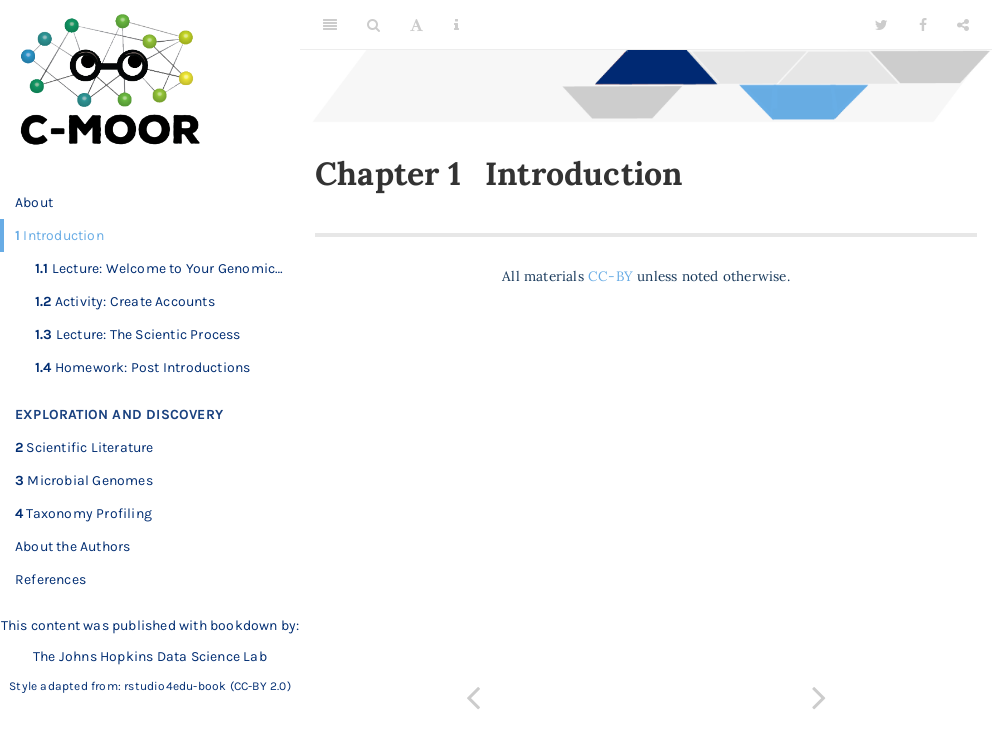 C-MOOR
About
1 Introduction
1.1 Lecture: Welcome to Your Genomic...
1.2 Activity: Create Accounts
1.3 Lecture: The Scientic Process
1.4 Homework: Post Introductions
EXPLORATION AND DISCOVERY
2 Scientific Literature
3 Microbial Genomes
4 Taxonomy Profiling
About the Authors
References
This content was published with bookdown by:
The Johns Hopkins Data Science Lab
Style adapted from: rstudio4edu-book (CC-BY 2.0)
Chapter 1 Introduction
All materials CC-BY unless noted otherwise.